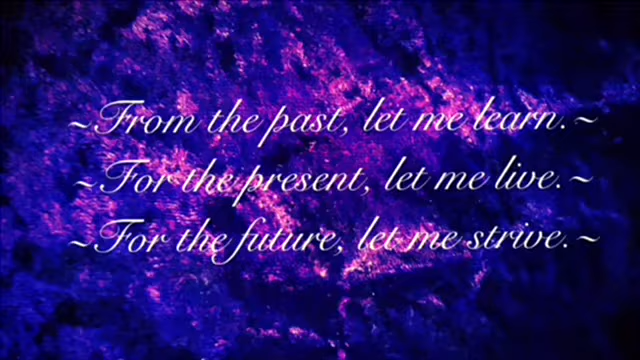 ~From the past, let me learn.~
~For the present, let me live.~
~For the future, let me strive.~